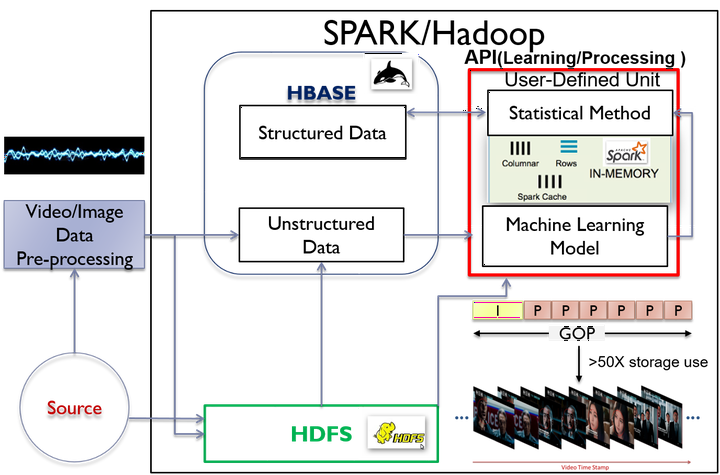 SPARK/Hadoop
API(Learning/Processing )
User-Defined Unit
HBASE
Structured Data
Statistical Method
Columnar
Rows
APACHE
Spark
IN-MEMORY
Spark Cache
Video/Image
Data
Pre-processing
Unstructured
Data
Machine Learning
Model
I P P P P P P
GOP
>50X storage use
Source
HDFS
HDFS
Video Time Stamp